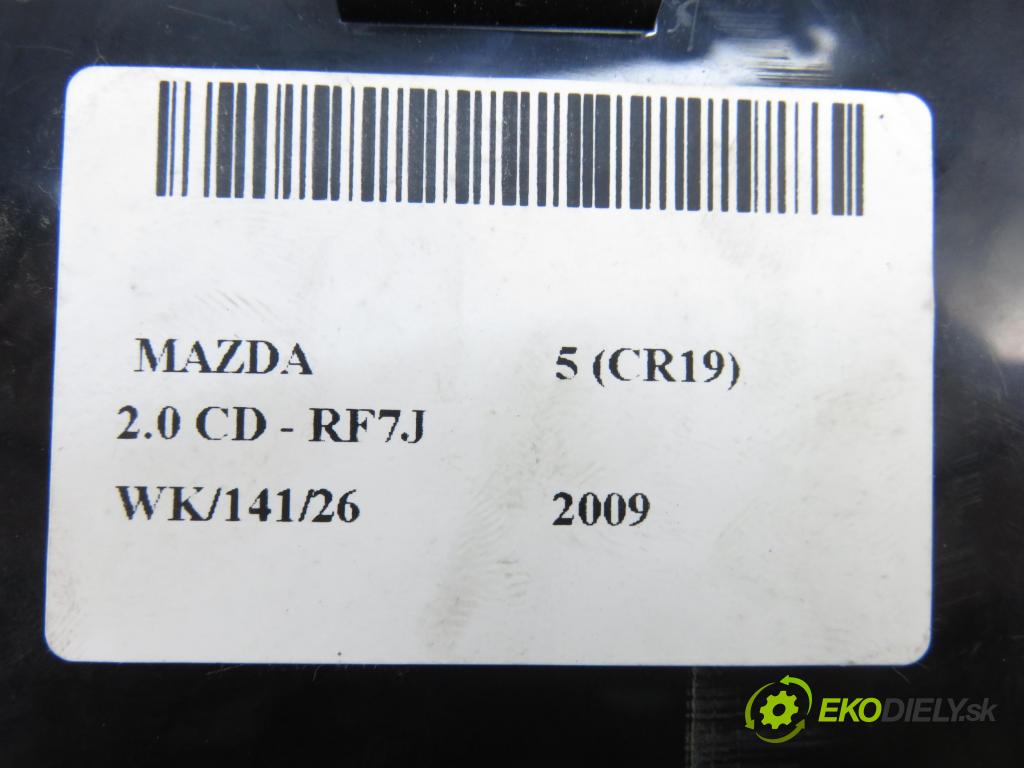 MAZDA 5 (CR19)
2.0 CD - RF7J
WK/141/26 2009
EKODIELY.sk